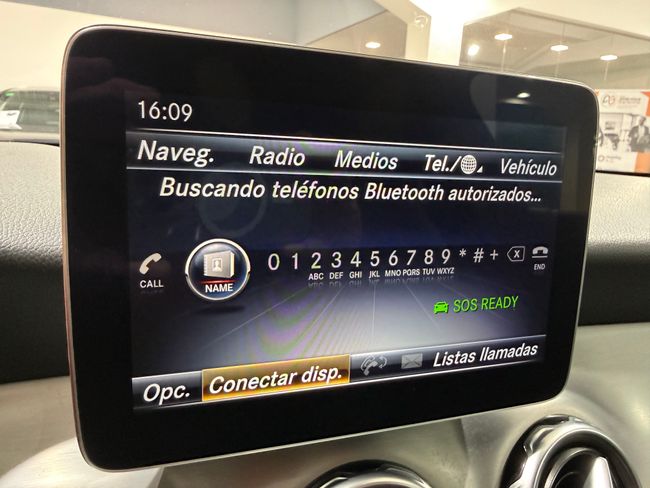 16:09
Naveg. Radio Medios Tel./ Vehículo
Buscando teléfonos Bluetooth autorizados...
CALL NAME 0 1 2 3 4 5 6 7 8 9 * # + X END
ABC DEF GHI JKL MNO PQRS TUV WXYZ
SOS READY
Opc. Conectar disp. Listas llamadas